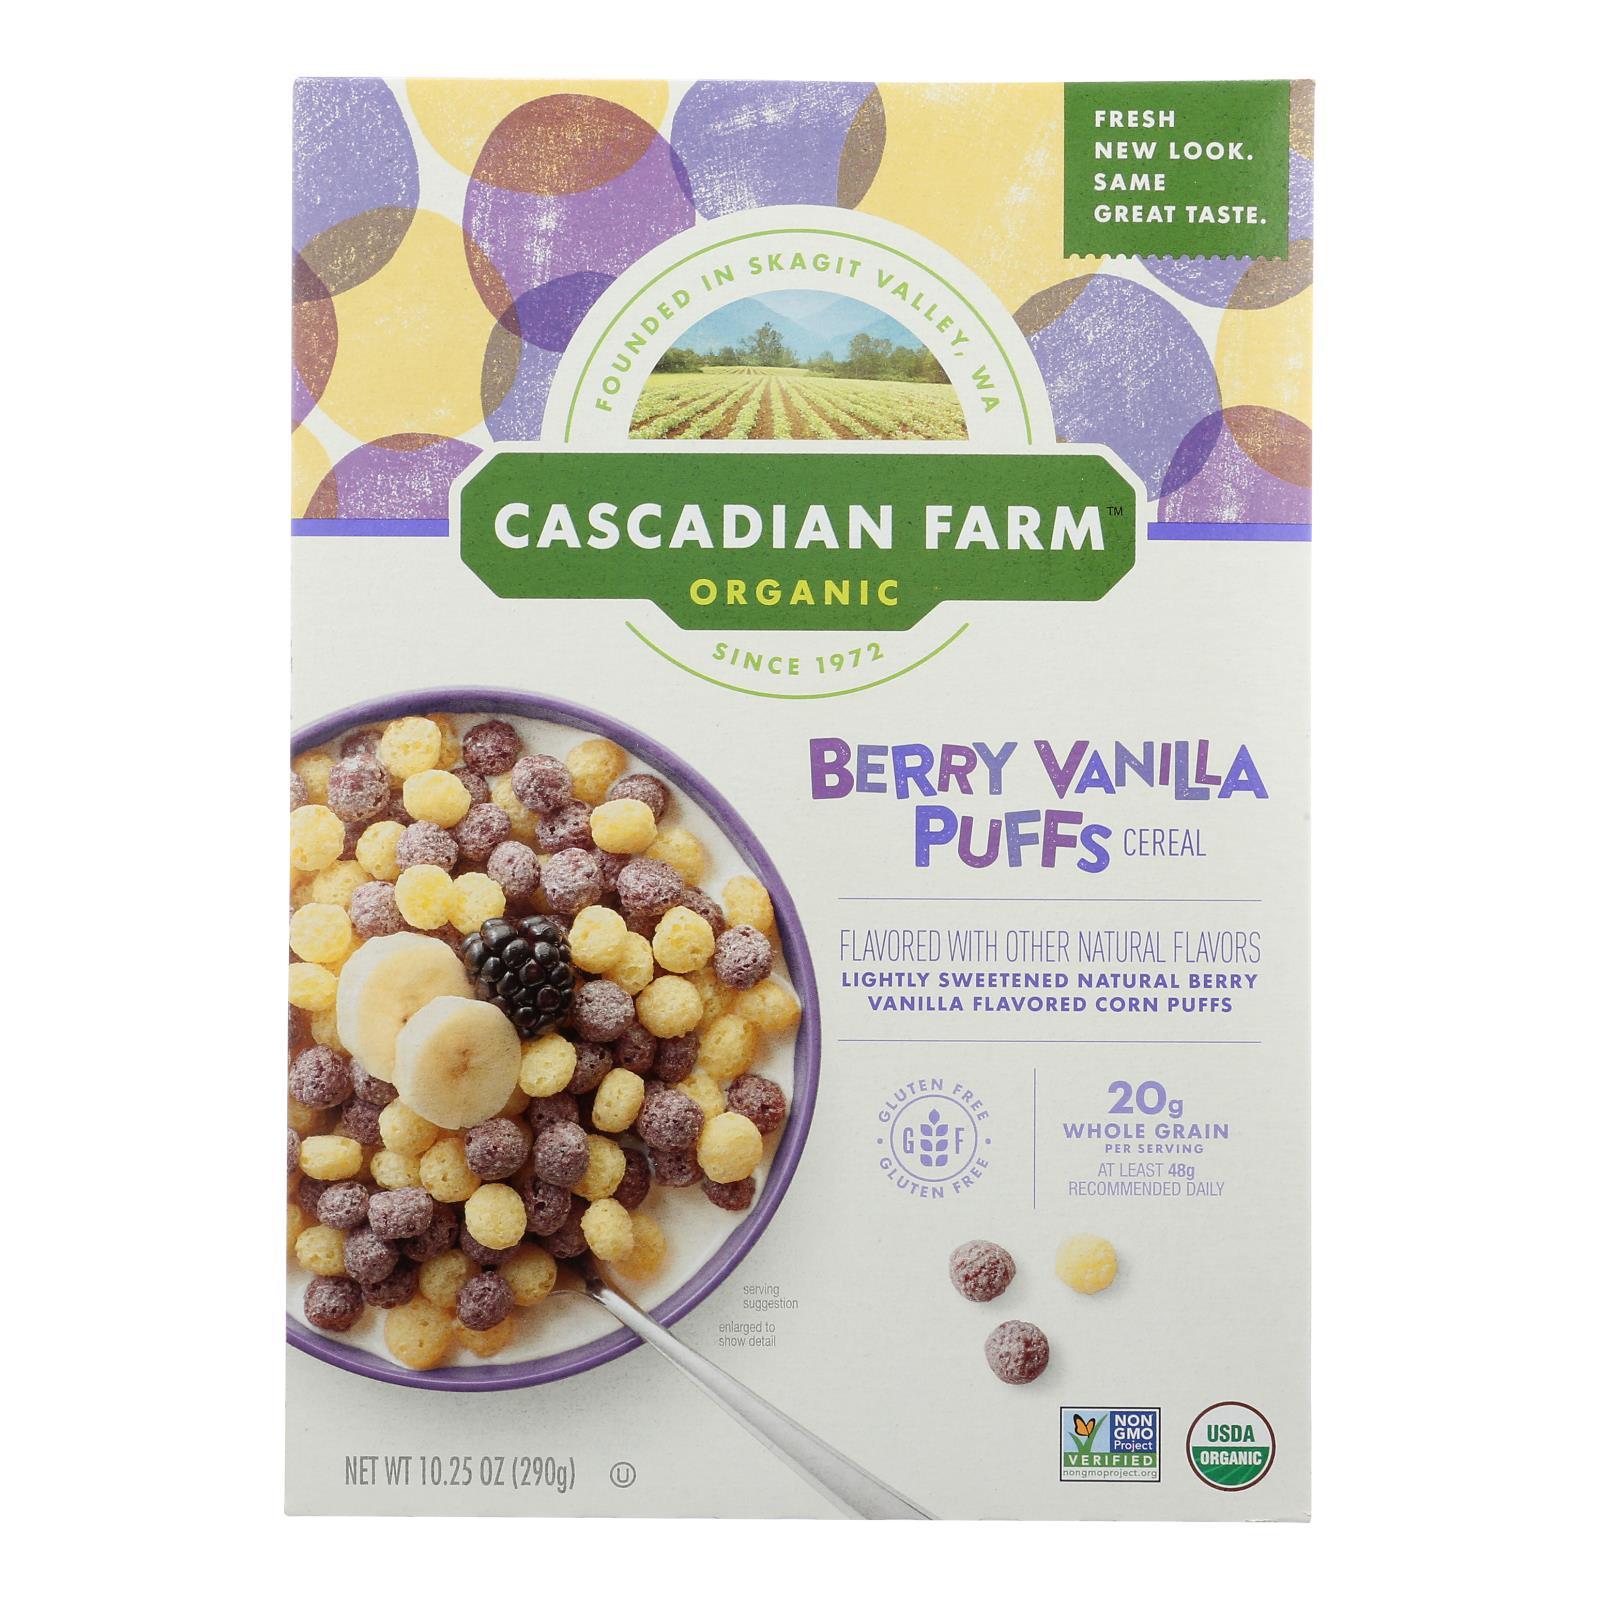 FRESH
NEW LOOK.
SAME
GREAT TASTE.
FOUNDED IN SKAGIT VALLEY, WA
CASCADIAN FARM™
ORGANIC
SINCE 1972
BERRY VANILLA
PUFFS CEREAL
FLAVORED WITH OTHER NATURAL FLAVORS
LIGHTLY SWEETENED NATURAL BERRY
VANILLA FLAVORED CORN PUFFS
GLUTEN FREE
G F
GLUTEN FREE
20g
WHOLE GRAIN
PER SERVING
AT LEAST 48g
RECOMMENDED DAILY
serving
suggestion
enlarged to
show detail
NON
GMO
Project
VERIFIED
nongmoproject.org
USDA
ORGANIC
NET WT 10.25 OZ (290g) U